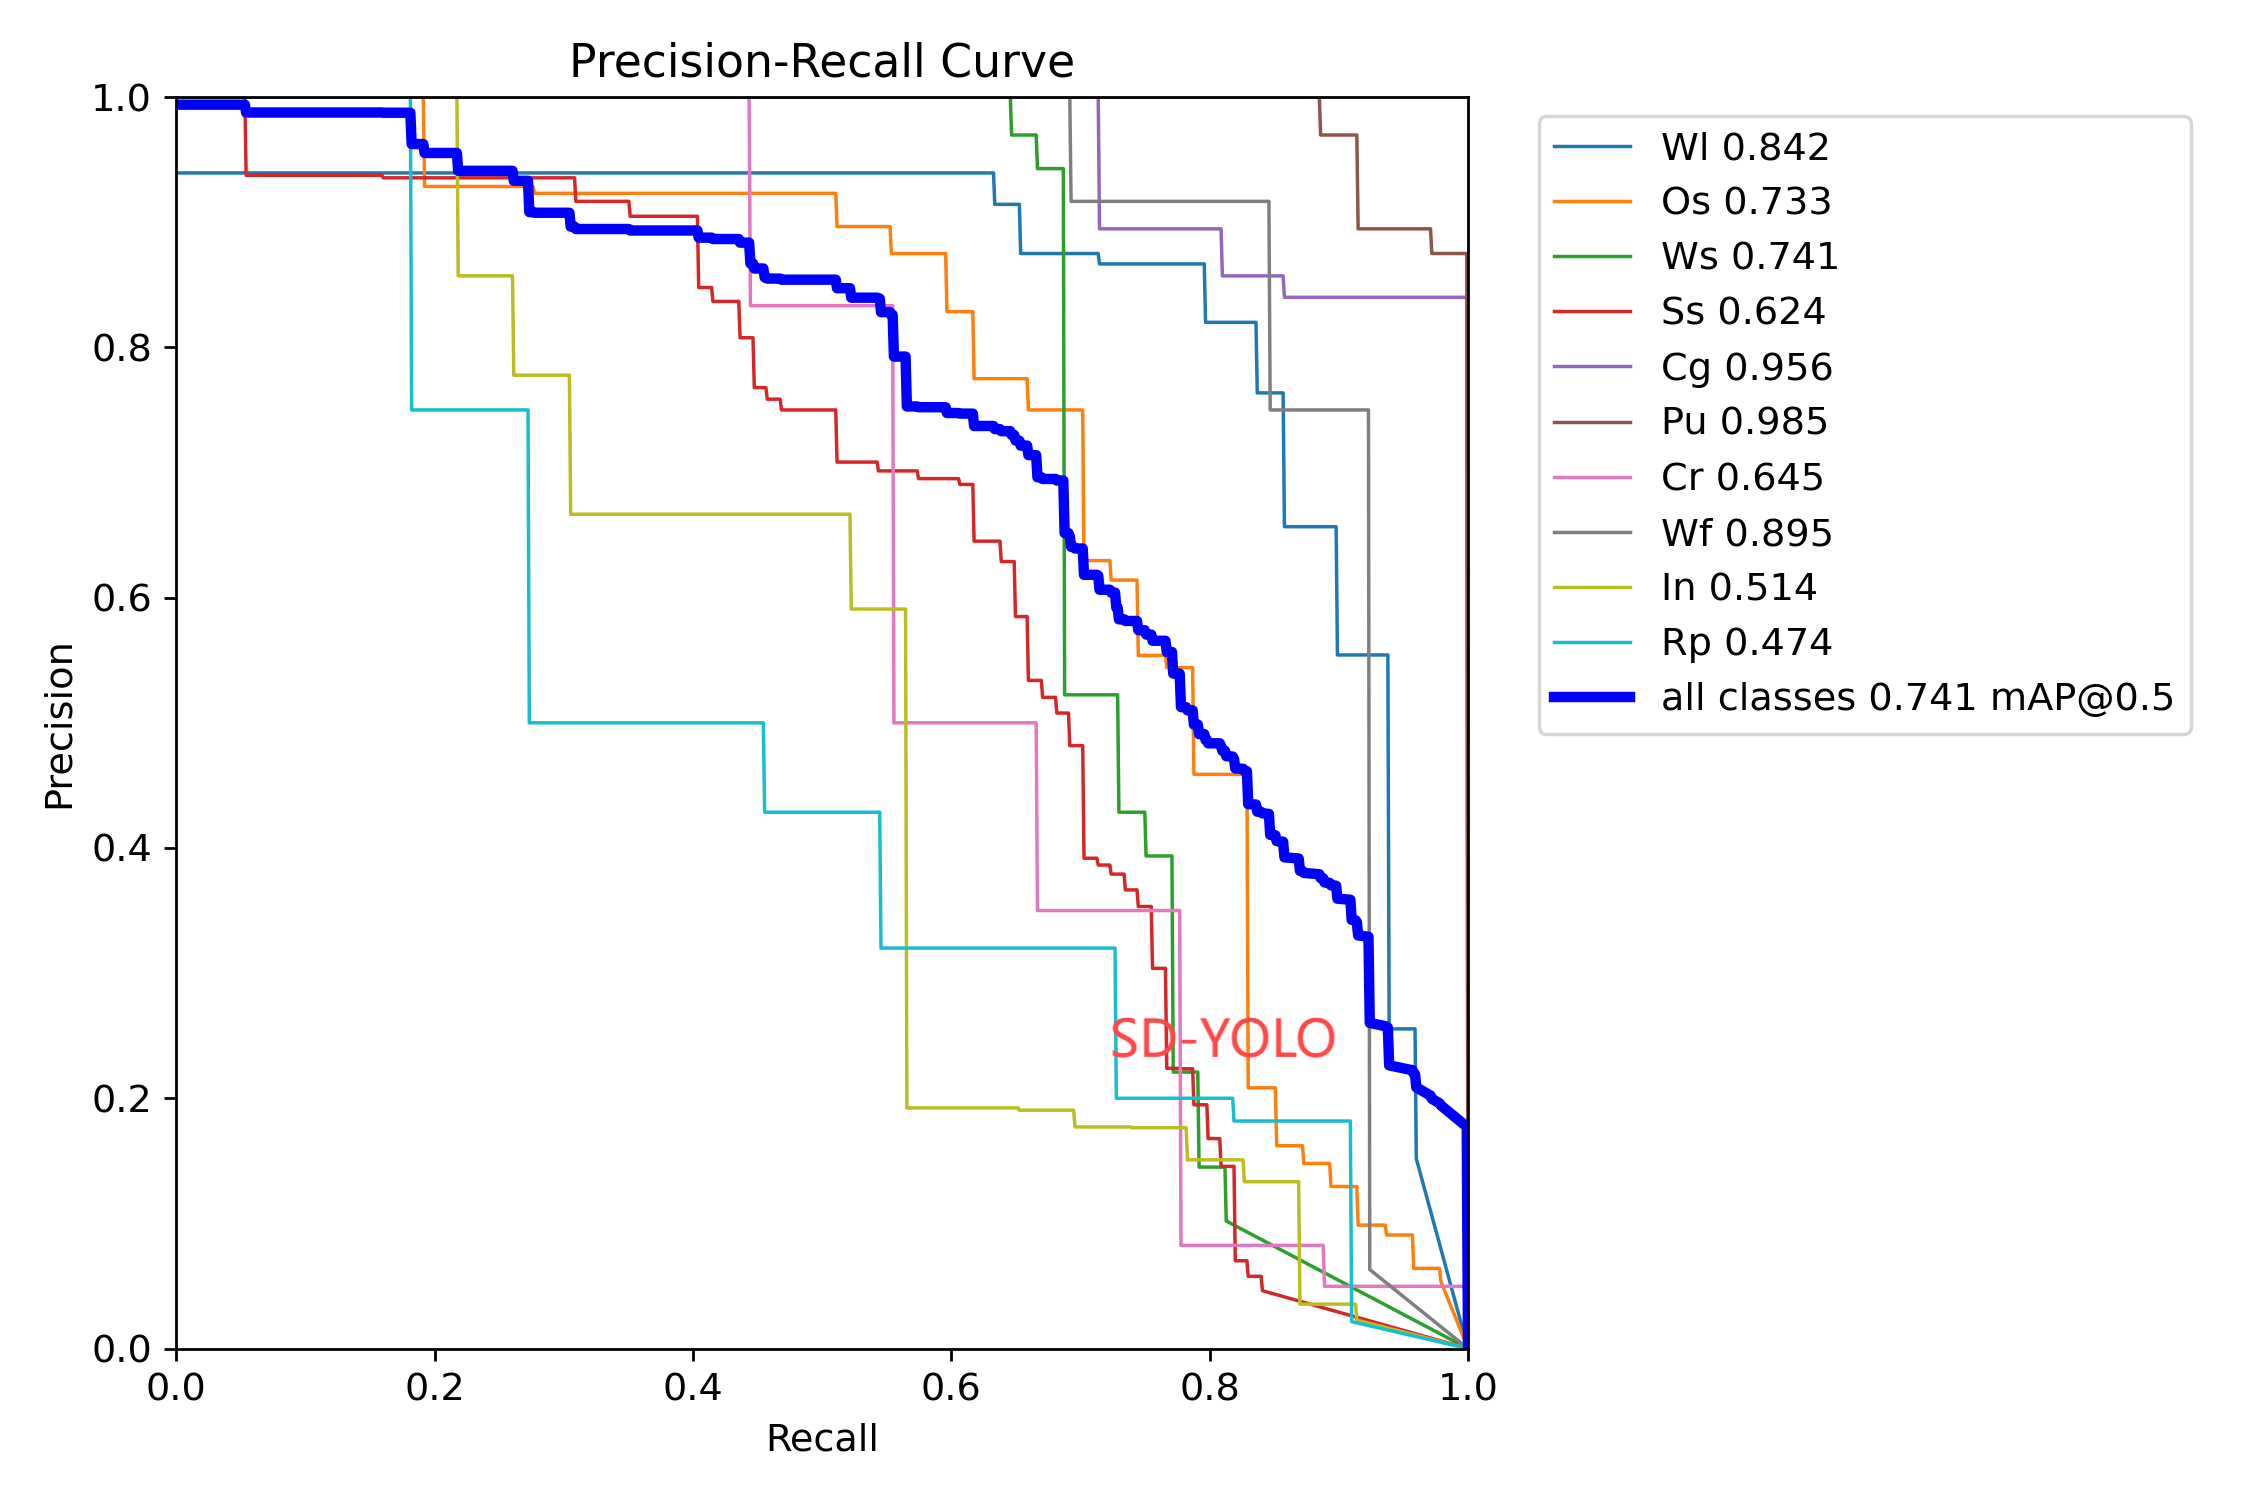 Precision-Recall Curve
1.0
0.8
0.6
0.4
0.2
0.0
Precision
0.0 0.2 0.4 0.6 0.8 1.0
Recall
SD-YOLO
Wl 0.842
Os 0.733
Ws 0.741
Ss 0.624
Cg 0.956
Pu 0.985
Cr 0.645
Wf 0.895
In 0.514
Rp 0.474
all classes 0.741 mAP@0.5